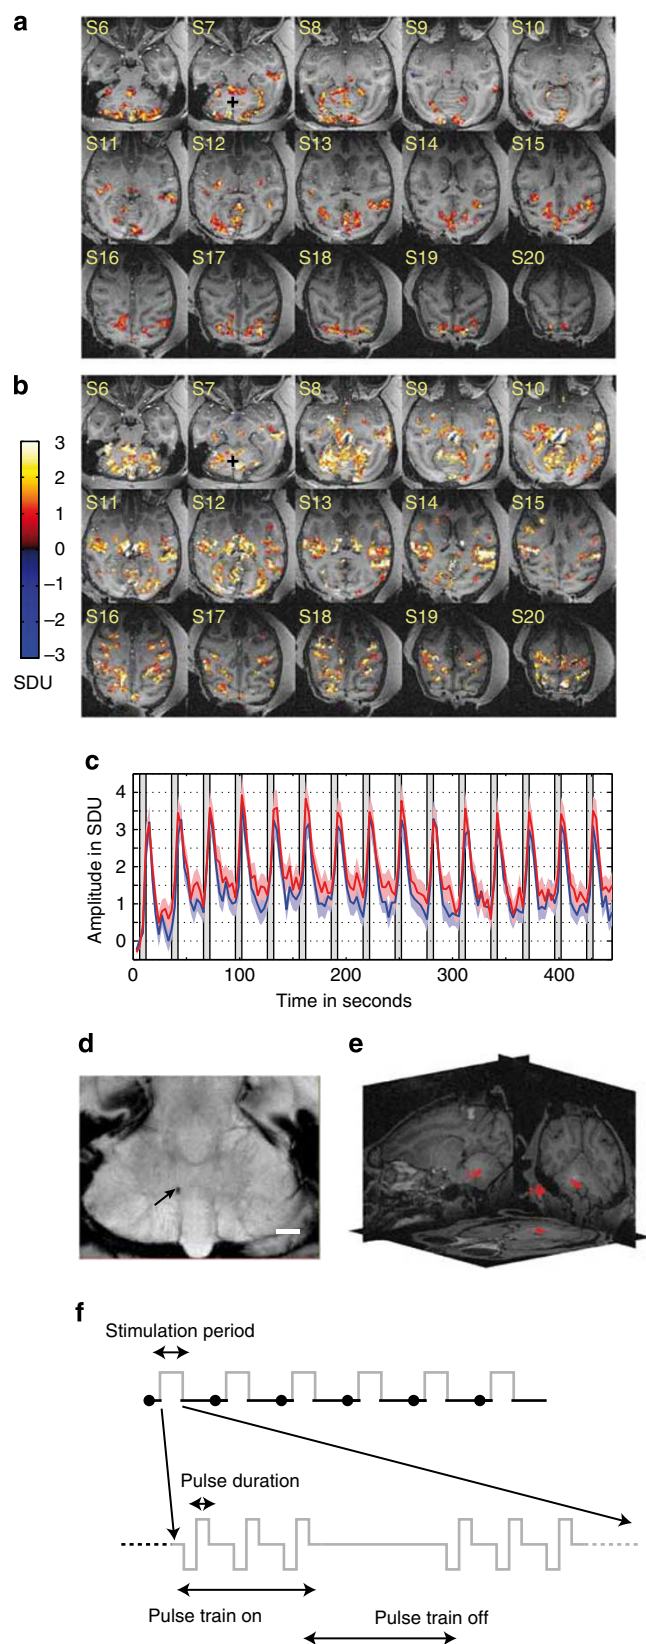 a
S6 S7 S8 S9 S10
S11 S12 S13 S14 S15
S16 S17 S18 S19 S20
b
S6 S7 S8 S9 S10
S11 S12 S13 S14 S15
S16 S17 S18 S19 S20
3
2
1
0
−1
−2
−3
SDU
c
Amplitude in SDU
4
3
2
1
0
0 100 200 300 400
Time in seconds
d
e
f
Stimulation period
Pulse duration
Pulse train on
Pulse train off